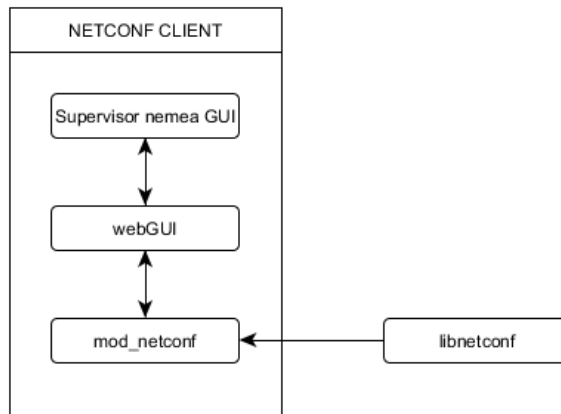 NETCONF CLIENT
Supervisor nemea GUI
webGUI
mod_netconf
libnetconf